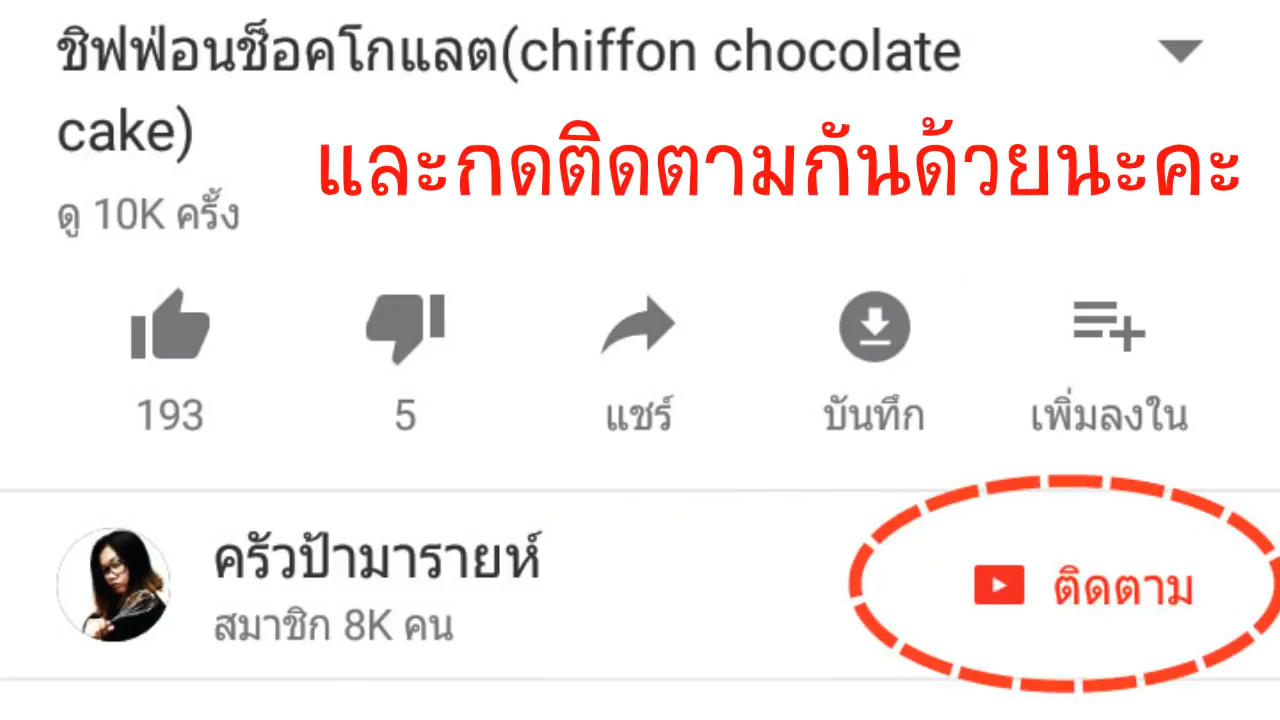 ชิฟฟ่อนช็อคโกแลต(chiffon chocolate
cake)
และกดติดตามกันด้วยนะคะ
ดู 10K ครั้ง
193
5
แชร์
บันทึก
เพิ่มลงใน
ครัวป้ามารายห์
สมาชิก 8K คน
ติดตาม